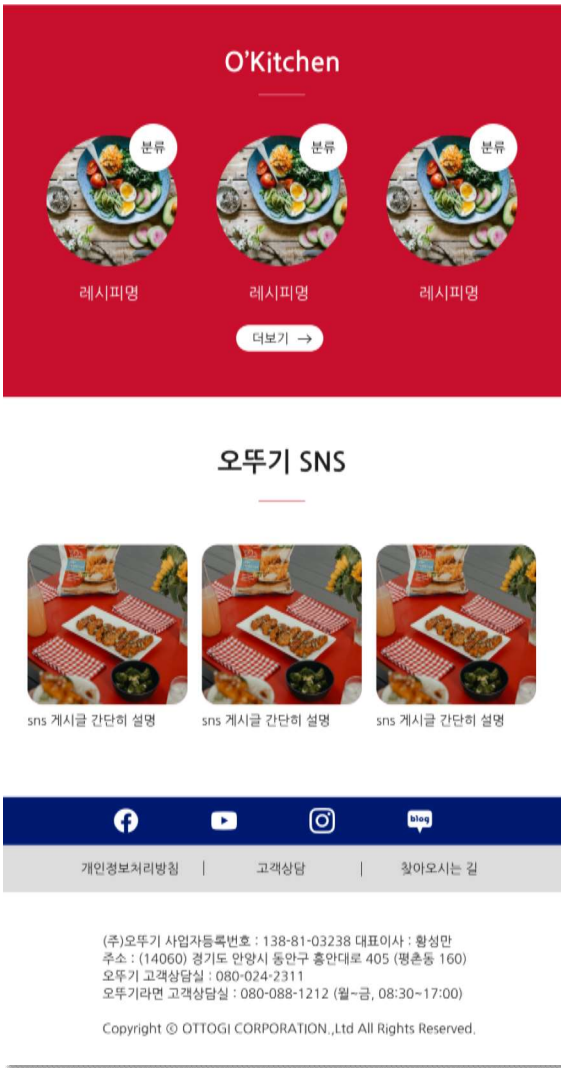 O'Kitchen
분류
분류
분류
레시피명
레시피명
레시피명
더보기 →
오뚜기 SNS
sns 게시글 간단히 설명
sns 게시글 간단히 설명
sns 게시글 간단히 설명
blog
개인정보처리방침 | 고객상담 | 찾아오시는 길
(주)오뚜기 사업자등록번호 : 138-81-03238 대표이사 : 황성만
주소 : (14060) 경기도 안양시 동안구 흥안대로 405 (평촌동 160)
오뚜기 고객상담실 : 080-024-2311
오뚜기라면 고객상담실 : 080-088-1212 (월~금, 08:30~17:00)
Copyright ⓒ OTTOGI CORPORATION.,Ltd All Rights Reserved.